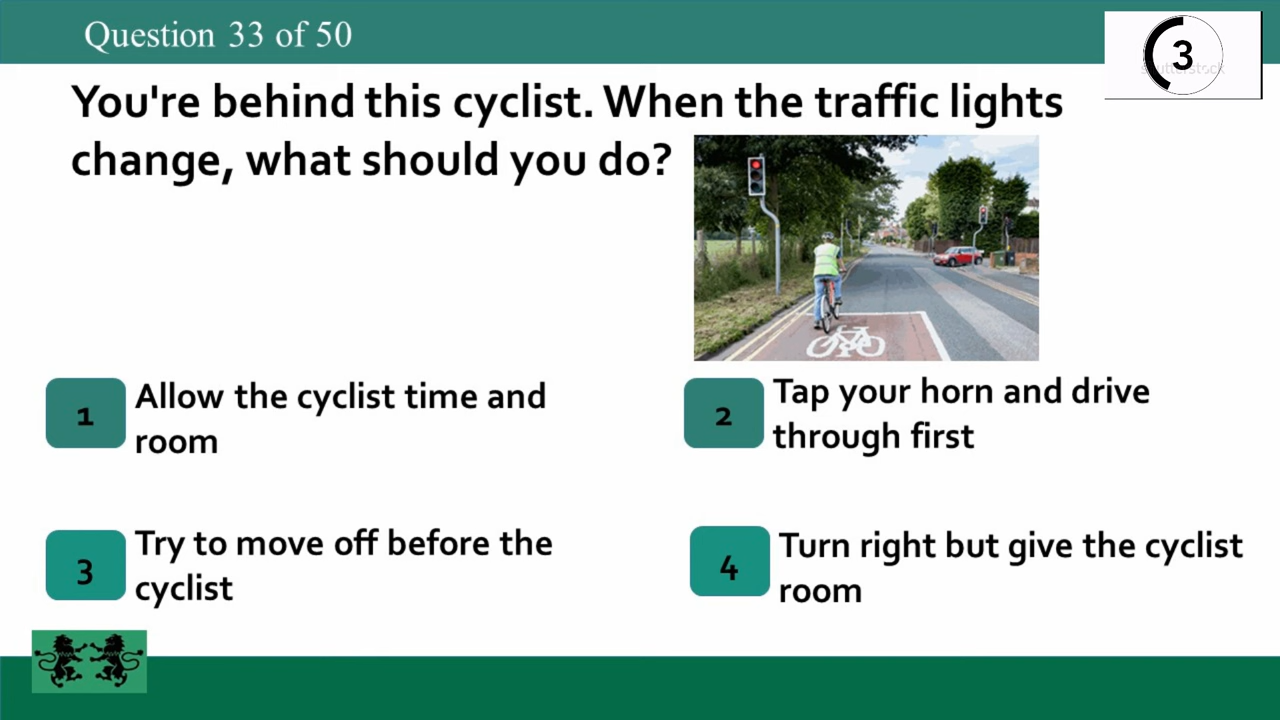 Question 33 of 50
3
shutterstock
You're behind this cyclist. When the traffic lights
change, what should you do?
1
Allow the cyclist time and
room
2
Tap your horn and drive
through first
3
Try to move off before the
cyclist
4
Turn right but give the cyclist
room